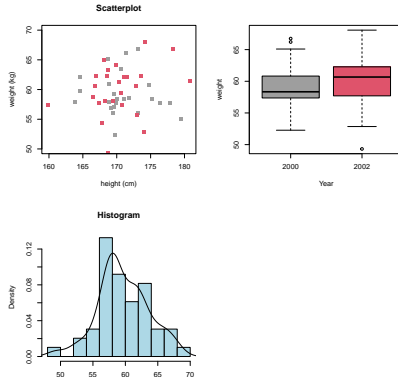 Scatterplot
weight (kg)
70
65
60
55
50
160 165 170 175 180
height (cm)
weight
65
60
55
50
2000 2002
Year
Histogram
Density
0.12
0.08
0.04
0.00
50 55 60 65 70